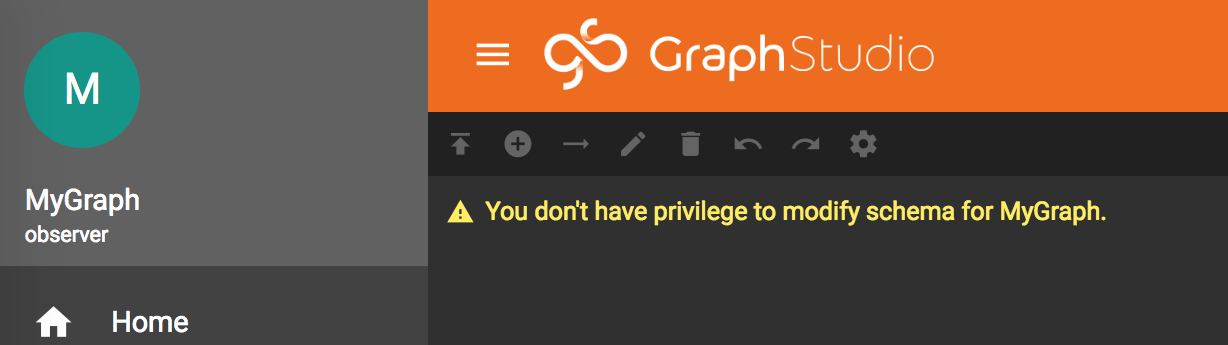 M
MyGraph
observer
Home
GraphStudio
You don't have privilege to modify schema for MyGraph.